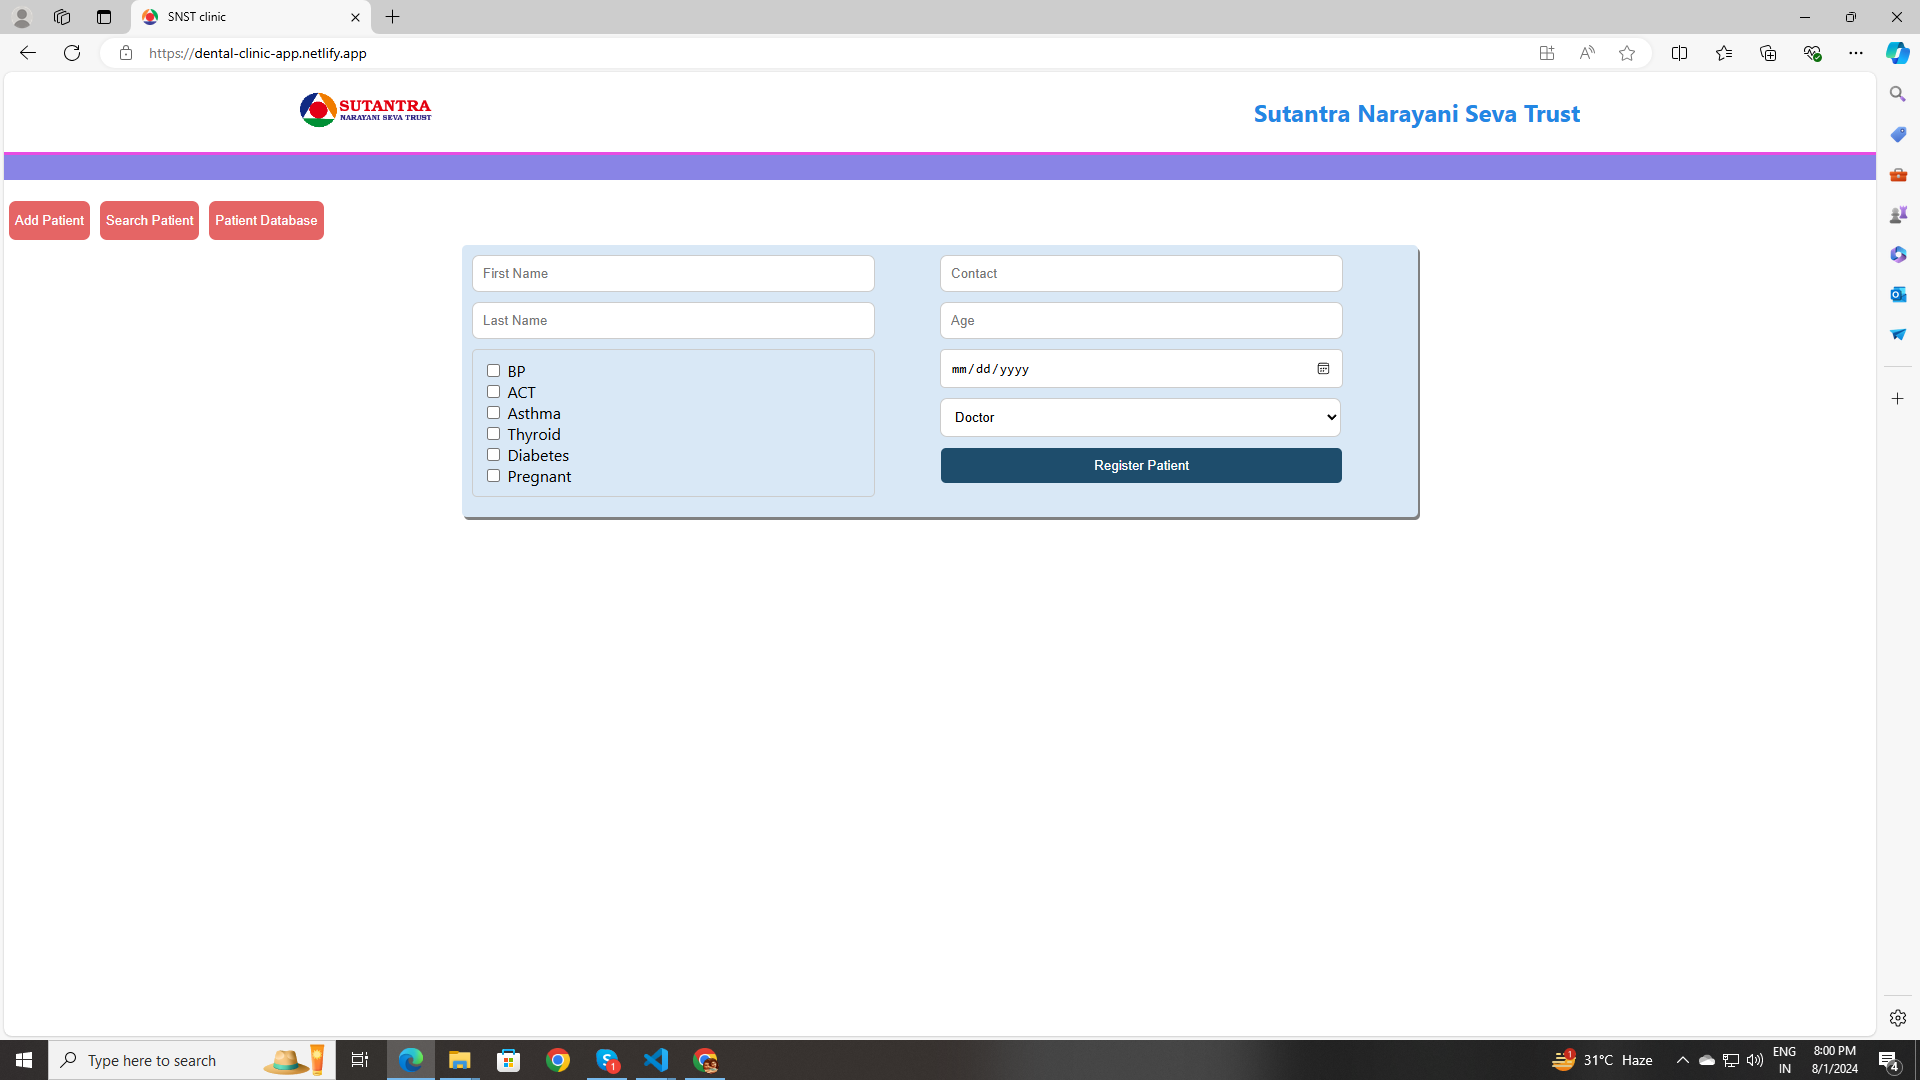 SNST clinic
https://dental-clinic-app.netlify.app
SUTANTRA
NARAYANI SEVA TRUST
Sutantra Narayani Seva Trust
Add Patient
Search Patient
Patient Database
First Name
Contact
Last Name
Age
mm/dd/yyyy
BP
ACT
Asthma
Thyroid
Diabetes
Pregnant
Doctor
Register Patient
Type here to search
1
1
31°C Haze
ENG
IN
8:00 PM
8/1/2024
4